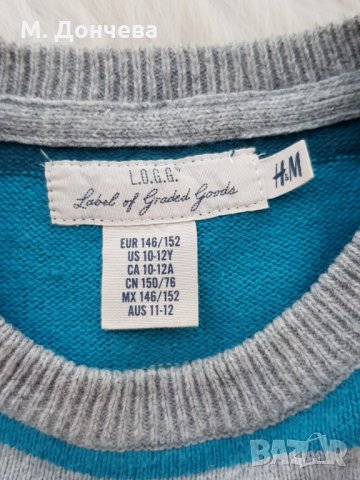 М. Дончева
L.O.G.G.
Label of Graded Goods
H&M
EUR 146/152
US 10-12Y
CA 10-12A
CN 150/76
MX 146/152
AUS 11-12
BAZAR